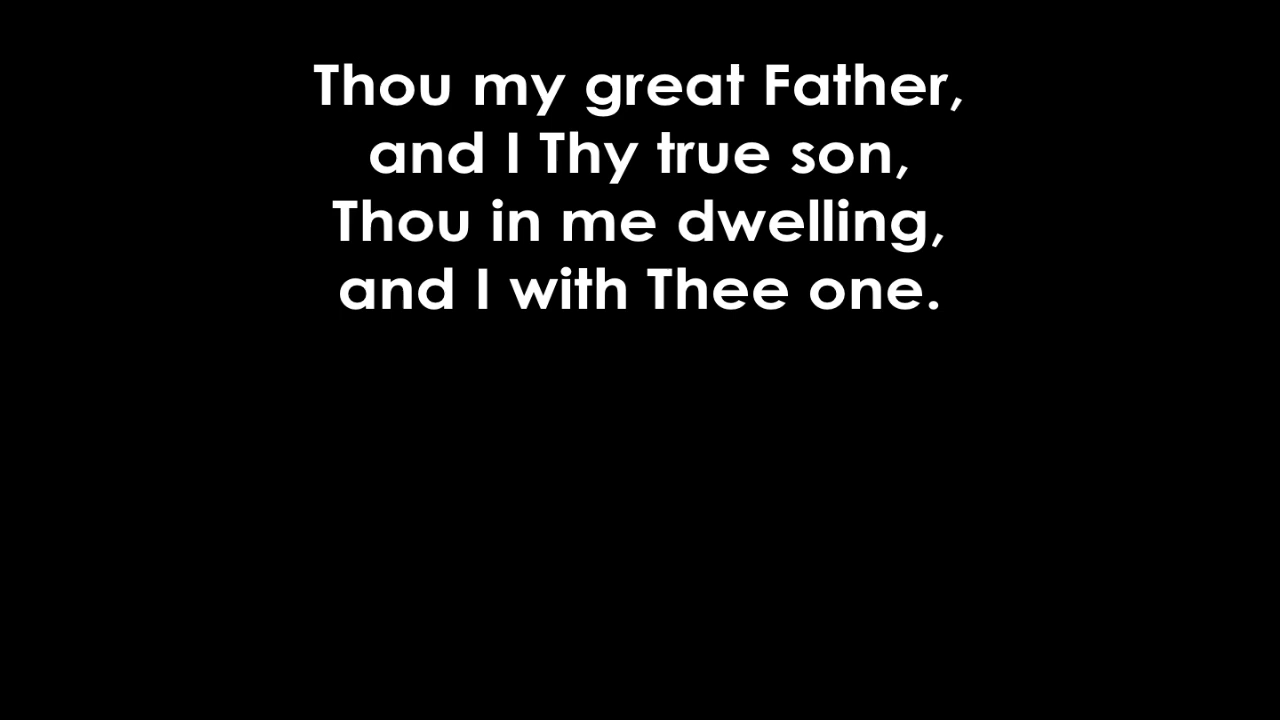 Thou my great Father,
and I Thy true son,
Thou in me dwelling,
and I with Thee one.